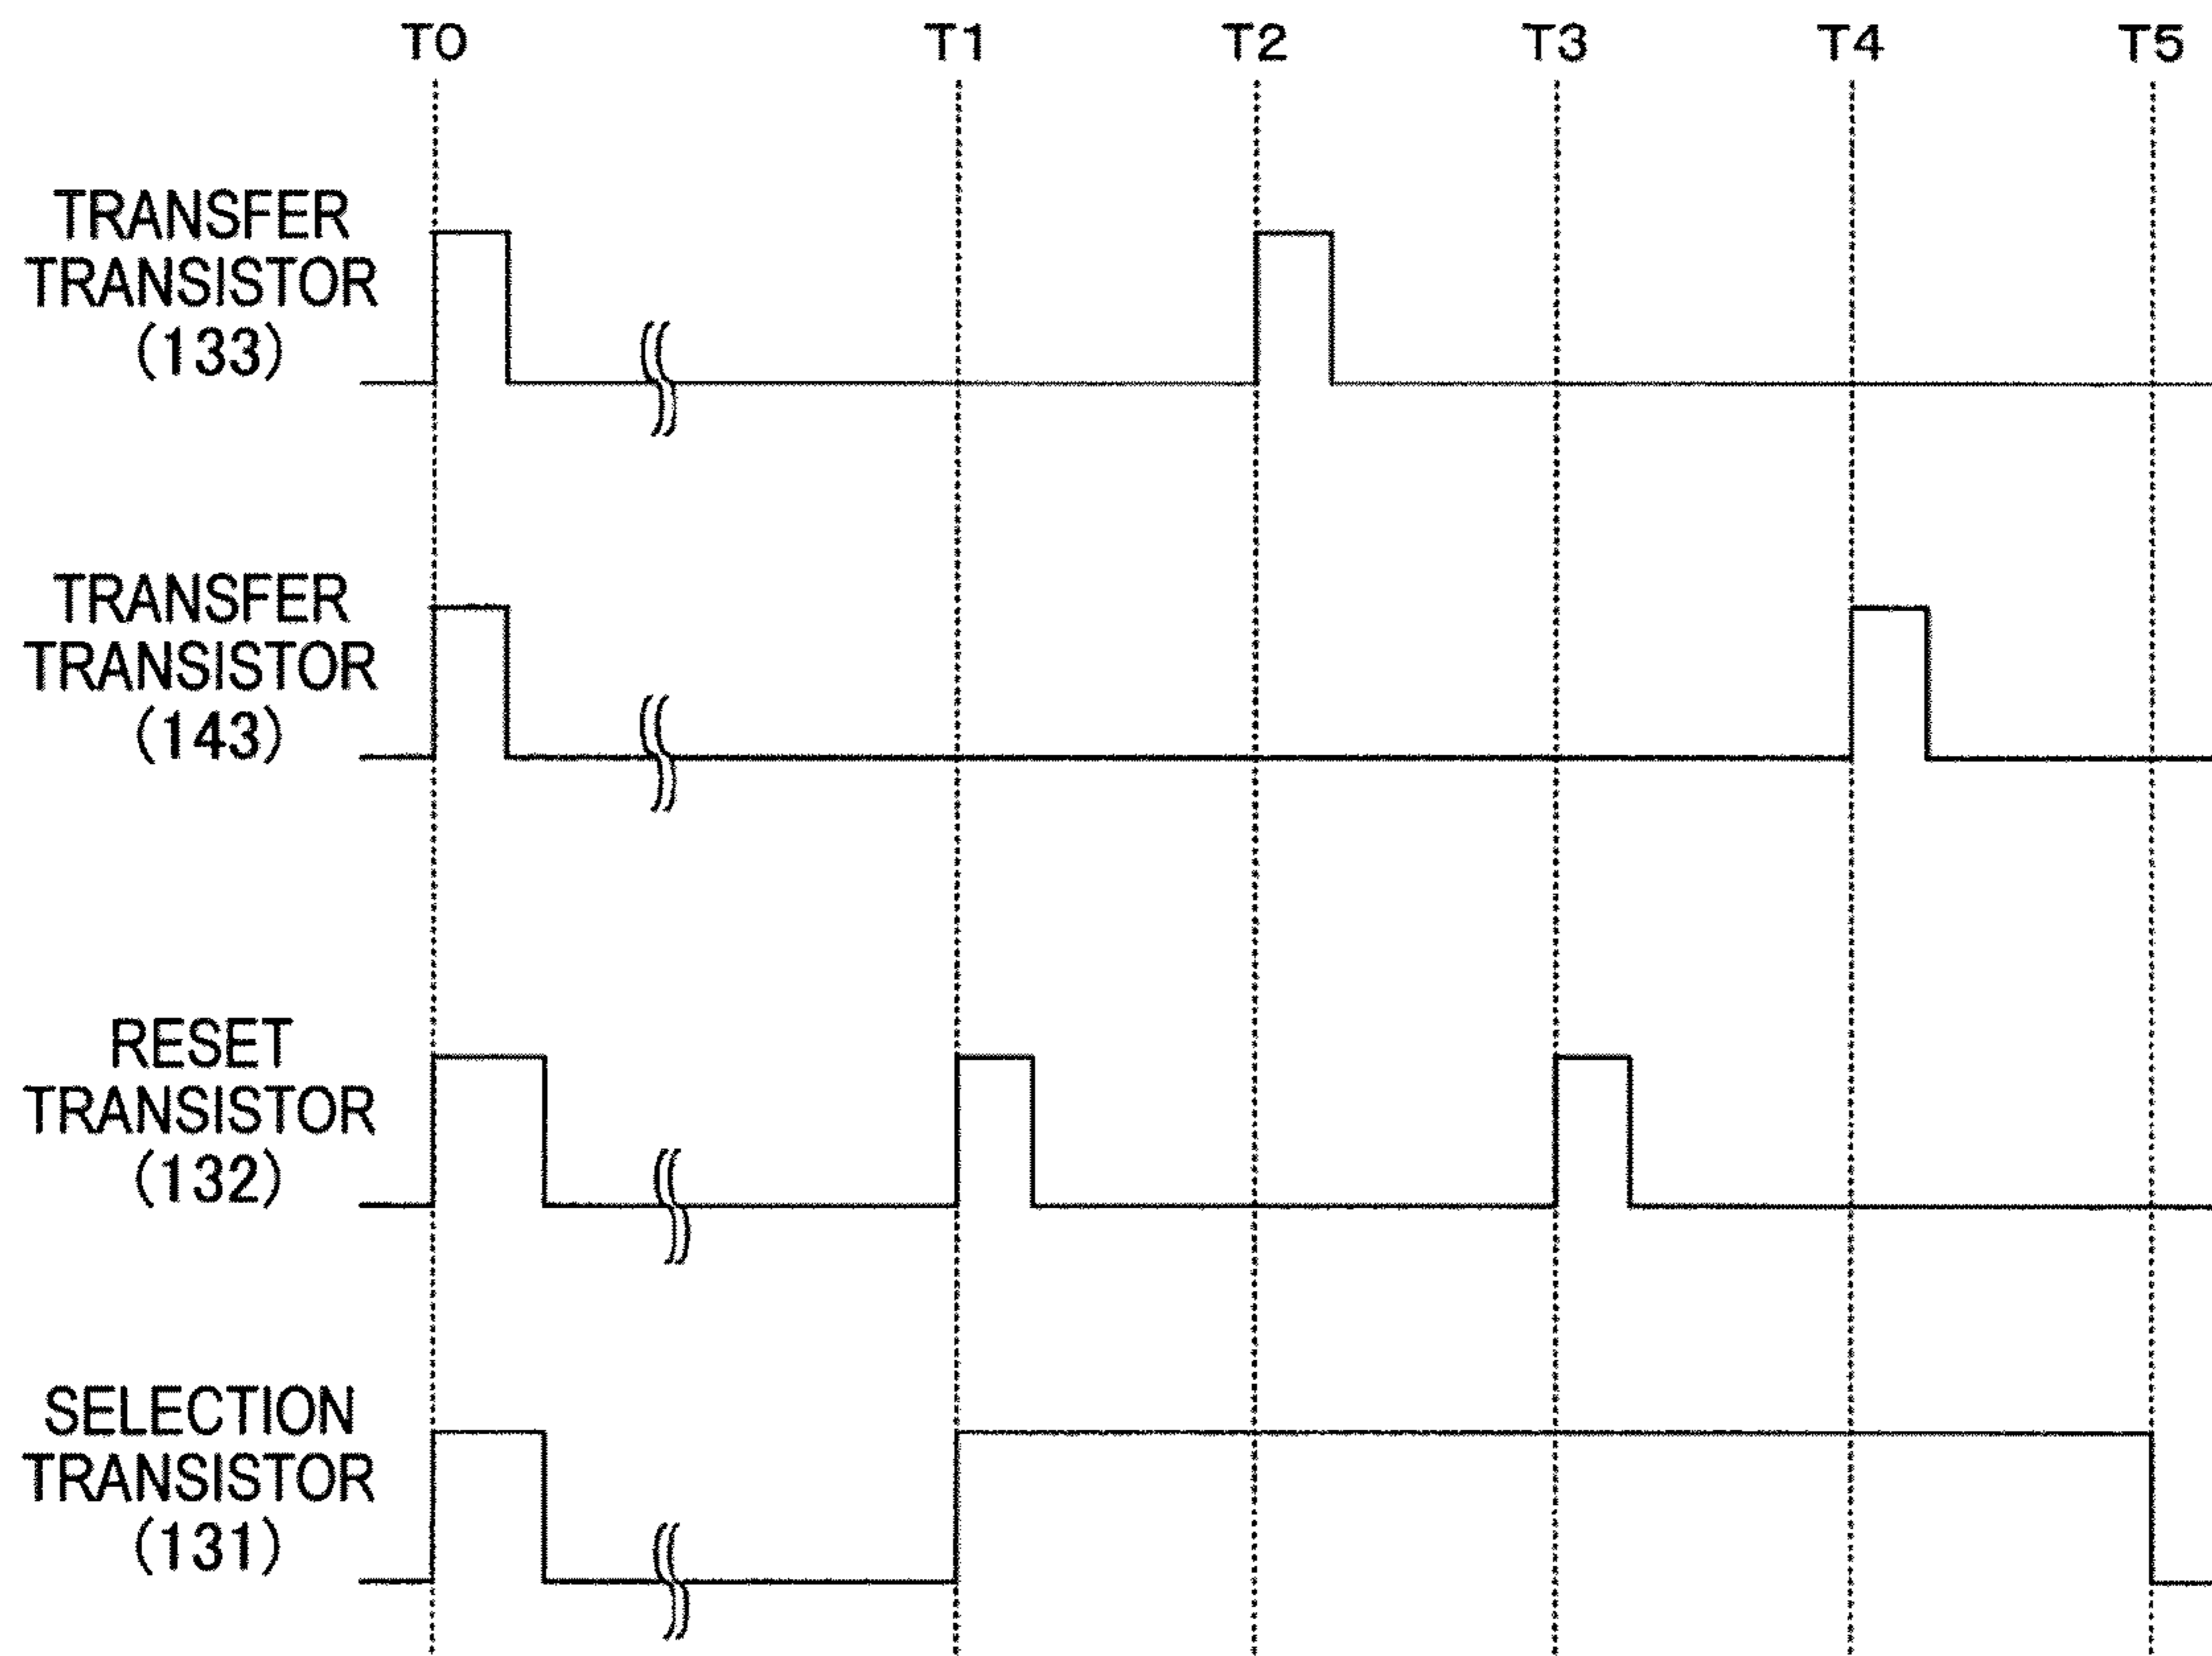 T0 T1 T2 T3 T4 T5
TRANSFER
TRANSISTOR
(133)
TRANSFER
TRANSISTOR
(143)
RESET
TRANSISTOR
(132)
SELECTION
TRANSISTOR
(131)